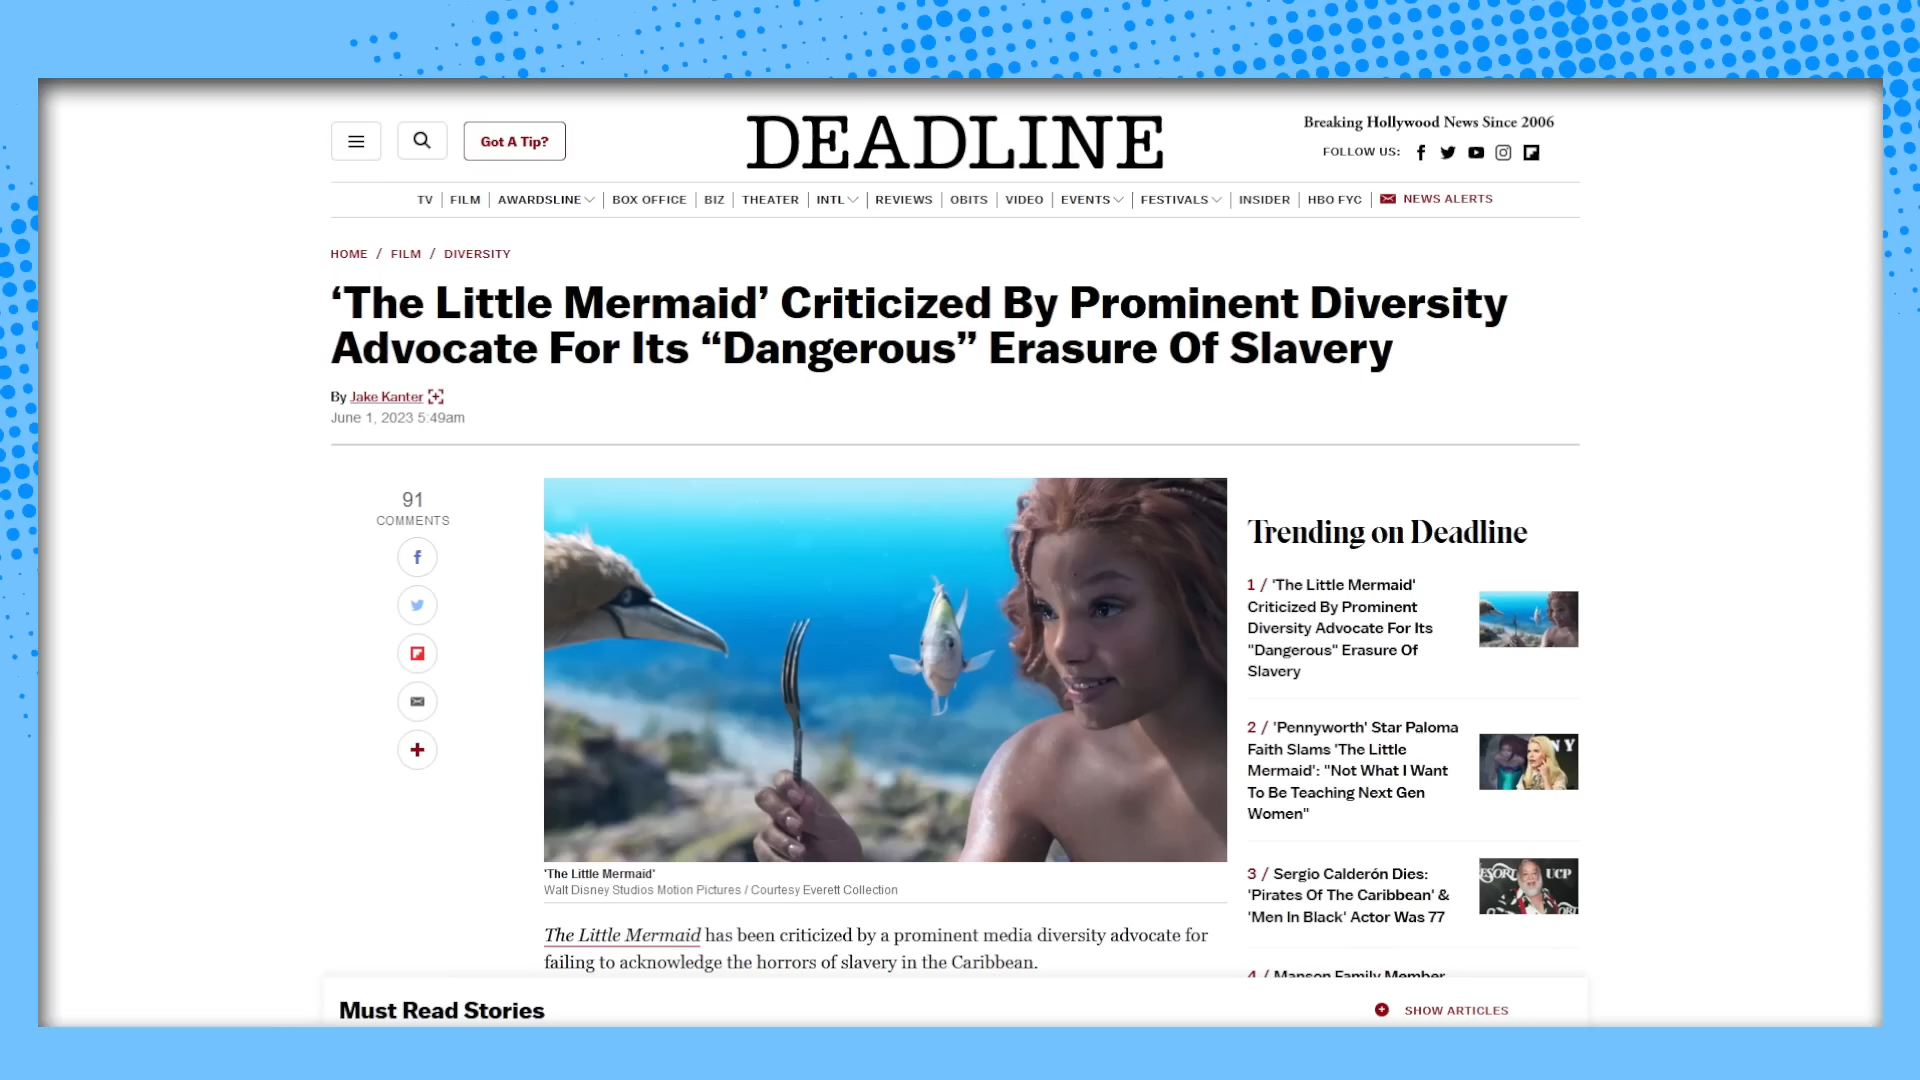 Got A Tip?
DEADLINE
Breaking Hollywood News Since 2006
FOLLOW US:
TV FILM AWARDSLINE BOX OFFICE BIZ THEATER INTL REVIEWS OBITS VIDEO EVENTS FESTIVALS INSIDER HBO FYC NEWS ALERTS
HOME / FILM / DIVERSITY
‘The Little Mermaid’ Criticized By Prominent Diversity
Advocate For Its “Dangerous” Erasure Of Slavery
By Jake Kanter
June 1, 2023 5:49am
91
COMMENTS
'The Little Mermaid'
Walt Disney Studios Motion Pictures / Courtesy Everett Collection
The Little Mermaid has been criticized by a prominent media diversity advocate for
failing to acknowledge the horrors of slavery in the Caribbean.
Trending on Deadline
1 / 'The Little Mermaid'
Criticized By Prominent
Diversity Advocate For Its
"Dangerous" Erasure Of
Slavery
2 / 'Pennyworth' Star Paloma
Faith Slams 'The Little
Mermaid': "Not What I Want
To Be Teaching Next Gen
Women"
3 / Sergio Calderón Dies:
'Pirates Of The Caribbean' &
'Men In Black' Actor Was 77
4 / Manson Family Member
Must Read Stories
SHOW ARTICLES